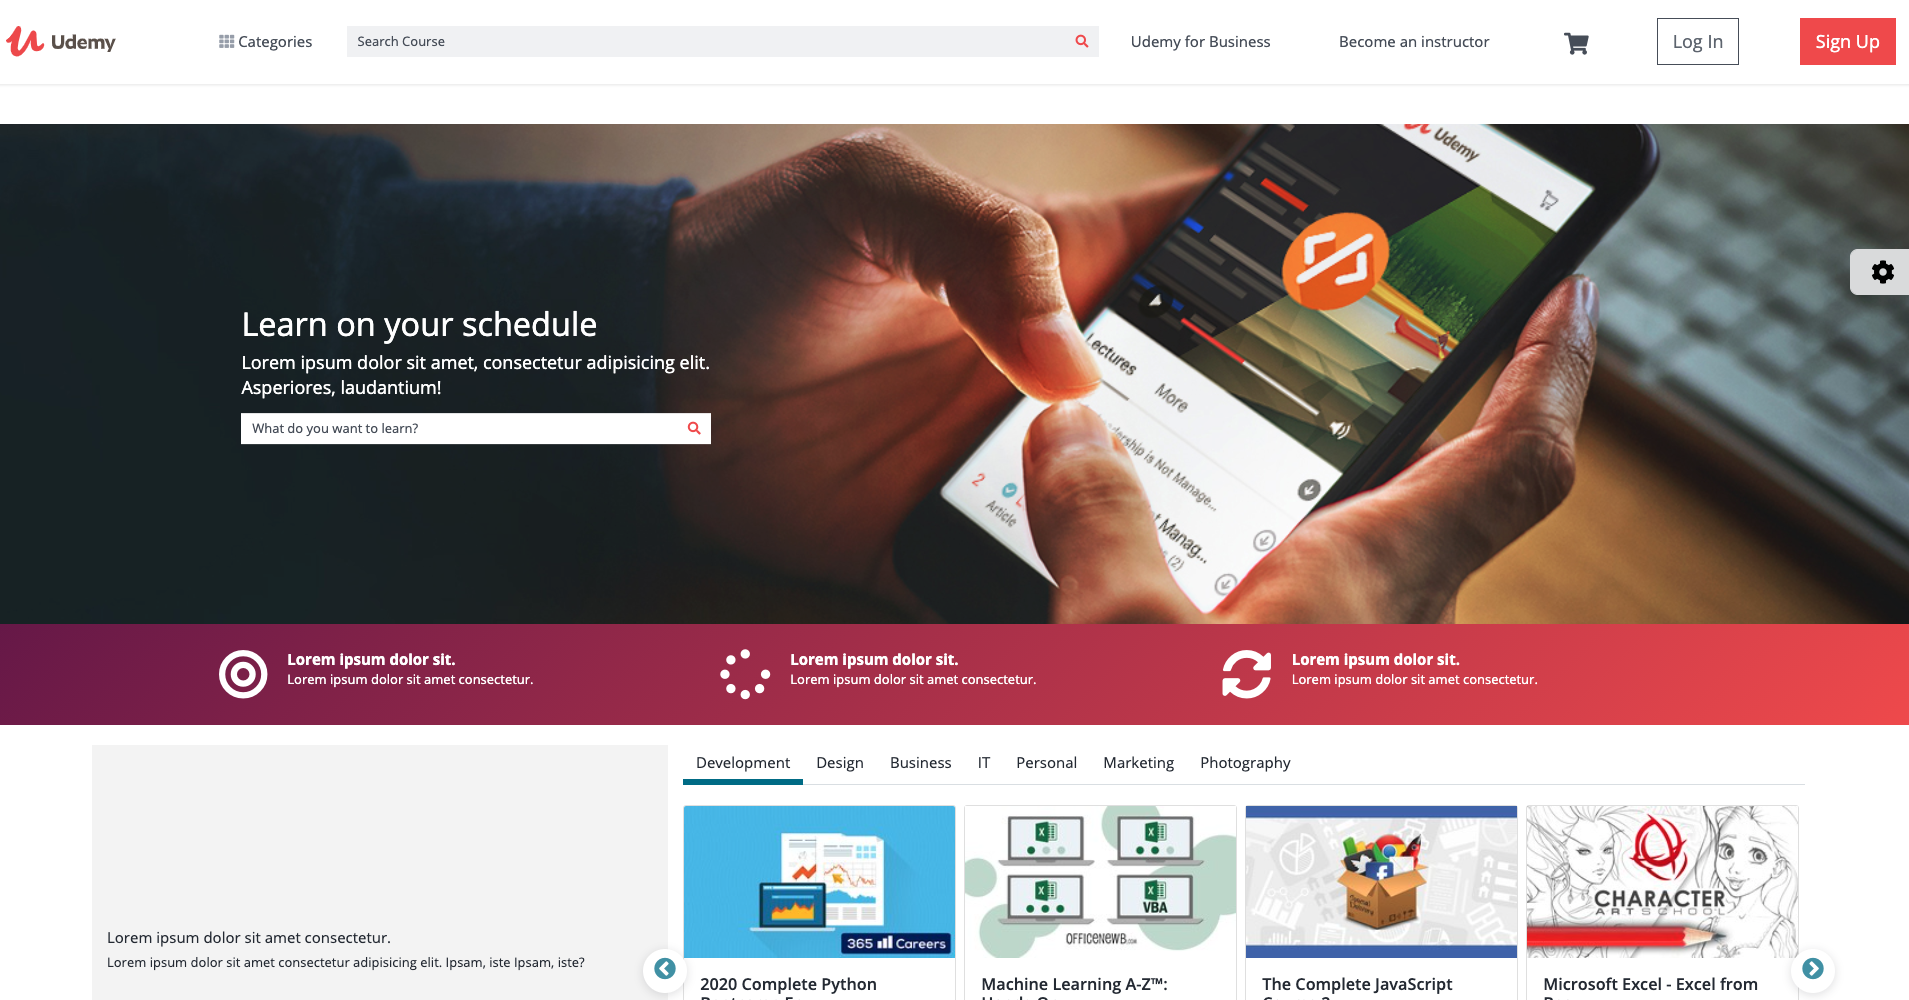 Udemy
Categories
Search Course
Udemy for Business
Become an instructor
Log In
Sign Up
Udemy
Lectures
More
is Not Manage...
Manag...
2
Article
(2)
Learn on your schedule
Lorem ipsum dolor sit amet, consectetur adipisicing elit.
Asperiores, laudantium!
What do you want to learn?
Lorem ipsum dolor sit.
Lorem ipsum dolor sit amet consectetur.
Lorem ipsum dolor sit.
Lorem ipsum dolor sit amet consectetur.
Lorem ipsum dolor sit.
Lorem ipsum dolor sit amet consectetur.
Lorem ipsum dolor sit amet consectetur.
Lorem ipsum dolor sit amet consectetur adipisicing elit. Ipsam, iste Ipsam, iste?
Development
Design
Business
IT
Personal
Marketing
Photography
365 Careers
2020 Complete Python
VBA
OFFICENEWB.COM
Machine Learning A-Z™:
The Complete JavaScript
CHARACTER
ART SCHOOL
Microsoft Excel - Excel from